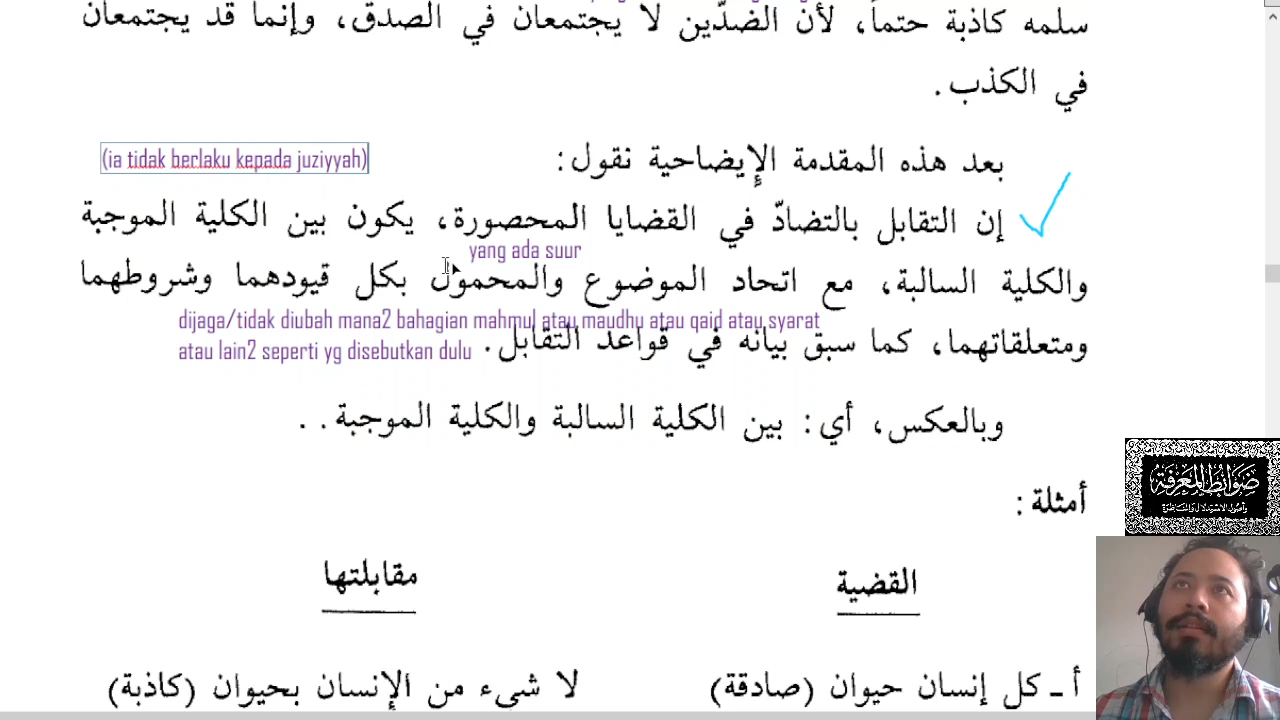 سلمه كاذبة حتماً، لأن الضدّين لا يجتمعان في الصدق، وإنما قد يجتمعان
في الكذب.
بعد هذه المقدمة الإيضاحية نقول:
(ia tidak berlaku kepada juziyyah)
إن التقابل بالتضادّ في القضايا المحصورة، يكون بين الكلية الموجبة
yang ada suur
والكلية السالبة، مع اتحاد الموضوع والمحمول بكل قيودهما وشروطهما
dijaga/tidak diubah mana2 bahagian mahmul atau maudhu atau qaid atau syarat
ومتعلقاتهما، كما سبق بيانه في قواعد التقابل.
atau lain2 seperti yg disebutkan dulu
وبالعكس، أي: بين الكلية السالبة والكلية الموجبة..
أمثلة:
القضية
مقابلتها
أ ـ كل إنسان حيوان (صادقة)
لا شيء من الإنسان بحيوان (كاذبة)
ضوابط المعرفة